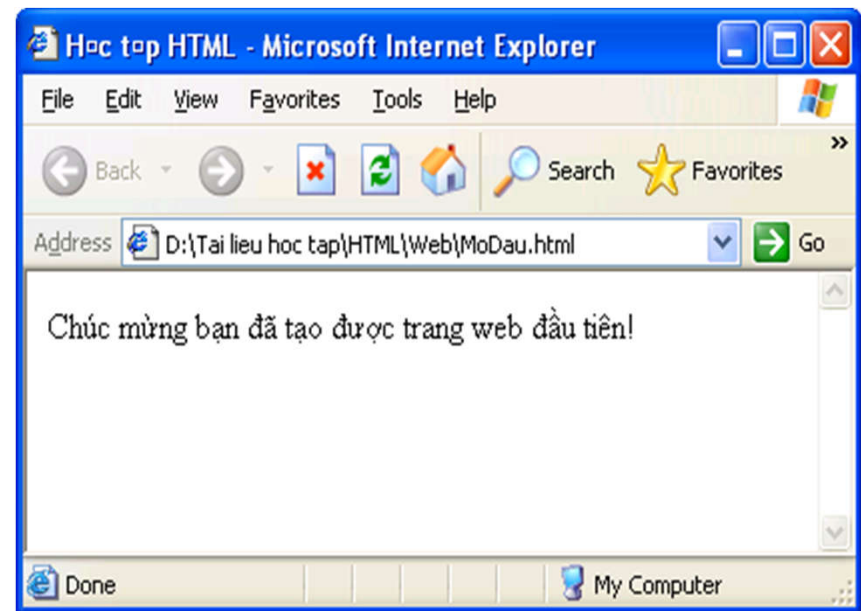 H▫c t▫p HTML - Microsoft Internet Explorer
File Edit View Favorites Tools Help
Back Search Favorites »
Address D:\Tai lieu hoc tap\HTML\Web\MoDau.html Go
Chúc mừng bạn đã tạo được trang web đầu tiên!
Done My Computer